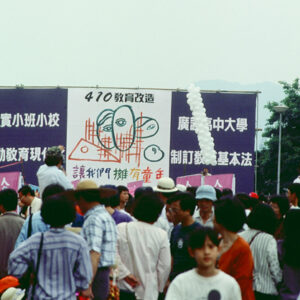 410教育改造
實小班小校
動教育現代
廣設高中大學
制訂教育基本法
讓我們擁有童年